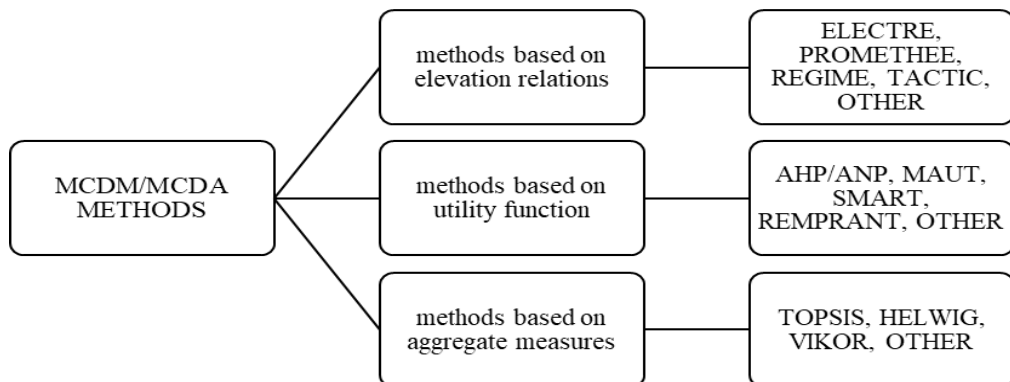 MCDM/MCDA
METHODS
methods based on
elevation relations
ELECTRE,
PROMETHEE,
REGIME, TACTIC,
OTHER
methods based on
utility function
AHP/ANP, MAUT,
SMART,
REMPRANT, OTHER
methods based on
aggregate measures
TOPSIS, HELWIG,
VIKOR, OTHER